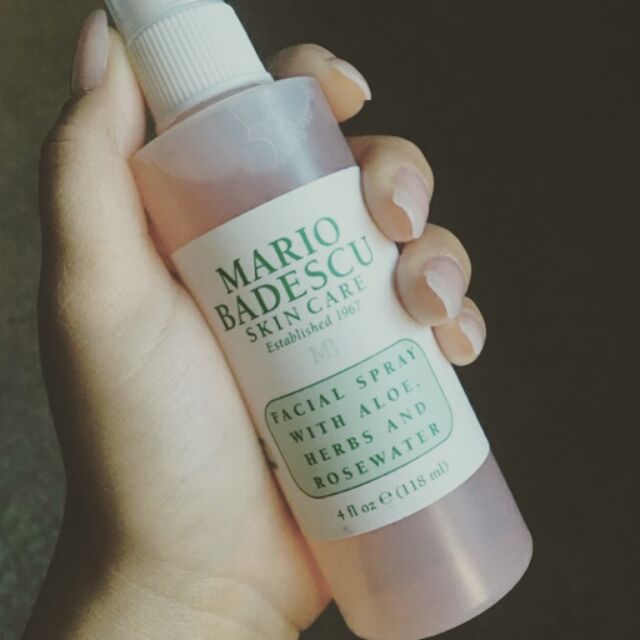 MARIO
BADESCU
SKIN CARE
Established 1967
MB
FACIAL SPRAY
WITH ALOE,
HERBS AND
ROSEWATER
4 fl oz ℮ (118 ml)